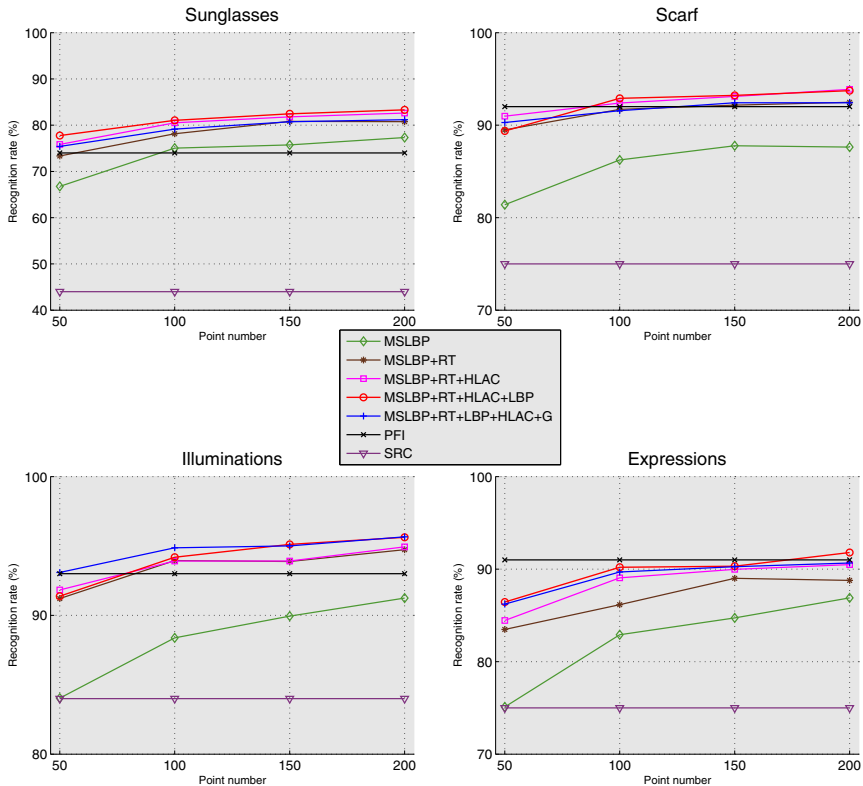 Sunglasses
100
90
80
70
60
50
40
Recognition rate (%)
50 100 150 200
Point number
Scarf
100
90
80
70
Recognition rate (%)
50 100 150 200
Point number
MSLBP
MSLBP+RT
MSLBP+RT+HLAC
MSLBP+RT+HLAC+LBP
MSLBP+RT+LBP+HLAC+G
PFI
SRC
Illuminations
100
90
80
Recognition rate (%)
50 100 150 200
Point number
Expressions
100
90
80
70
Recognition rate (%)
50 100 150 200
Point number